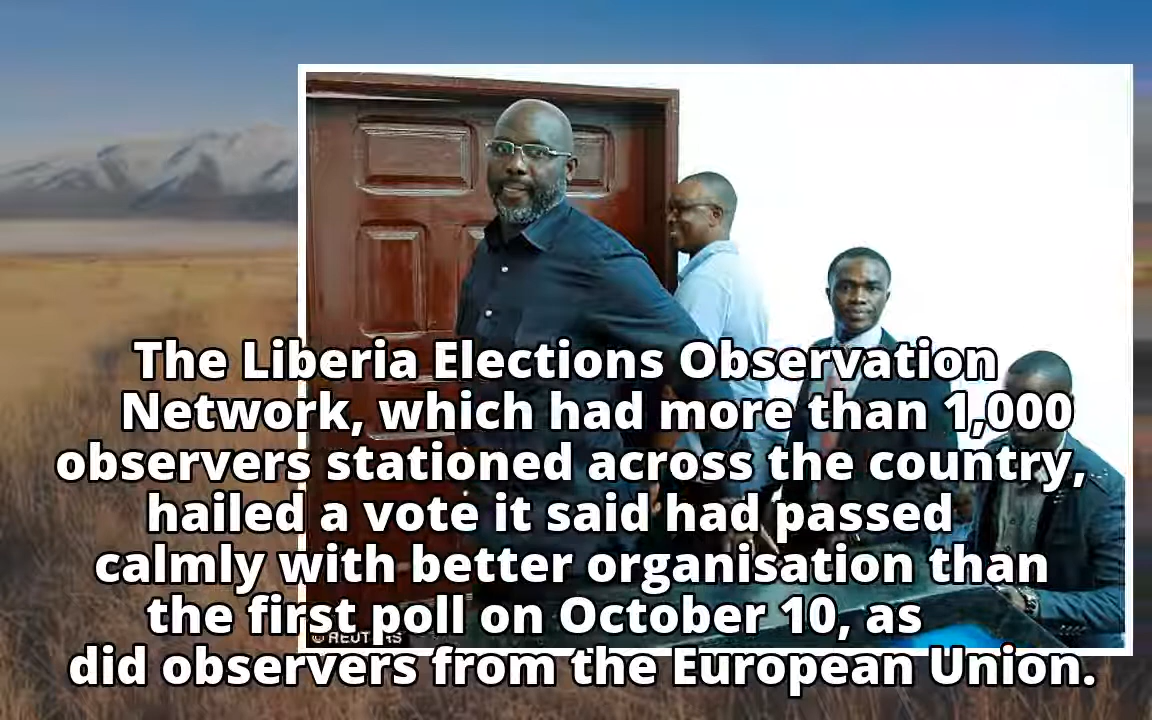 The Liberia Elections Observation
Network, which had more than 1,000
observers stationed across the country,
hailed a vote it said had passed
calmly with better organisation than
the first poll on October 10, as
© REUTERS
did observers from the European Union.